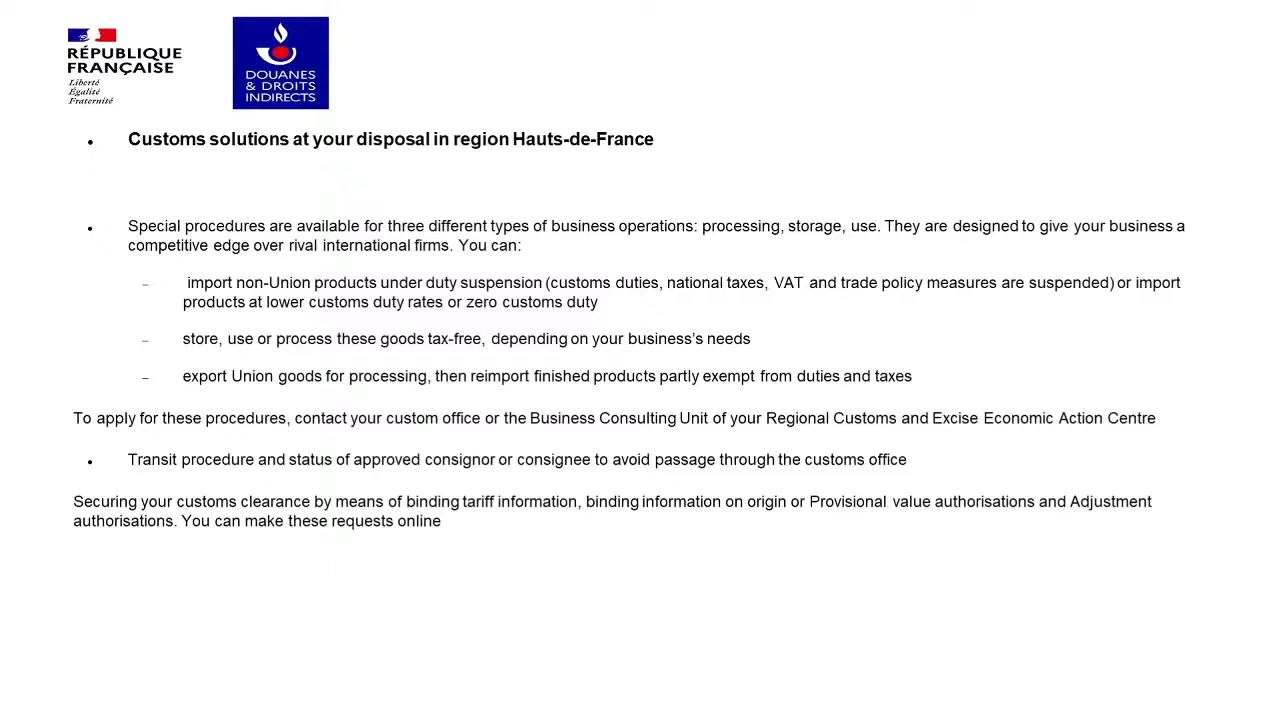 RÉPUBLIQUE
FRANÇAISE
Liberté
Égalité
Fraternité
DOUANES
& DROITS
INDIRECTS
• Customs solutions at your disposal in region Hauts-de-France
• Special procedures are available for three different types of business operations: processing, storage, use. They are designed to give your business a
competitive edge over rival international firms. You can:
– import non-Union products under duty suspension (customs duties, national taxes, VAT and trade policy measures are suspended) or import
products at lower customs duty rates or zero customs duty
– store, use or process these goods tax-free, depending on your business’s needs
– export Union goods for processing, then reimport finished products partly exempt from duties and taxes
To apply for these procedures, contact your custom office or the Business Consulting Unit of your Regional Customs and Excise Economic Action Centre
• Transit procedure and status of approved consignor or consignee to avoid passage through the customs office
Securing your customs clearance by means of binding tariff information, binding information on origin or Provisional value authorisations and Adjustment
authorisations. You can make these requests online